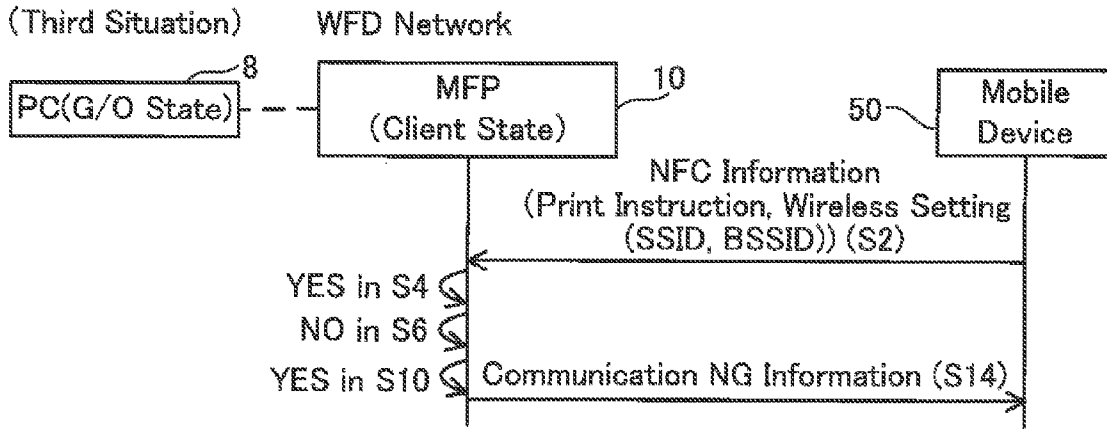 (Third Situation) WFD Network
8
PC(G/O State)
MFP
(Client State)
10
50
Mobile
Device
NFC Information
(Print Instruction, Wireless Setting
(SSID, BSSID)) (S2)
YES in S4
NO in S6
YES in S10
Communication NG Information (S14)